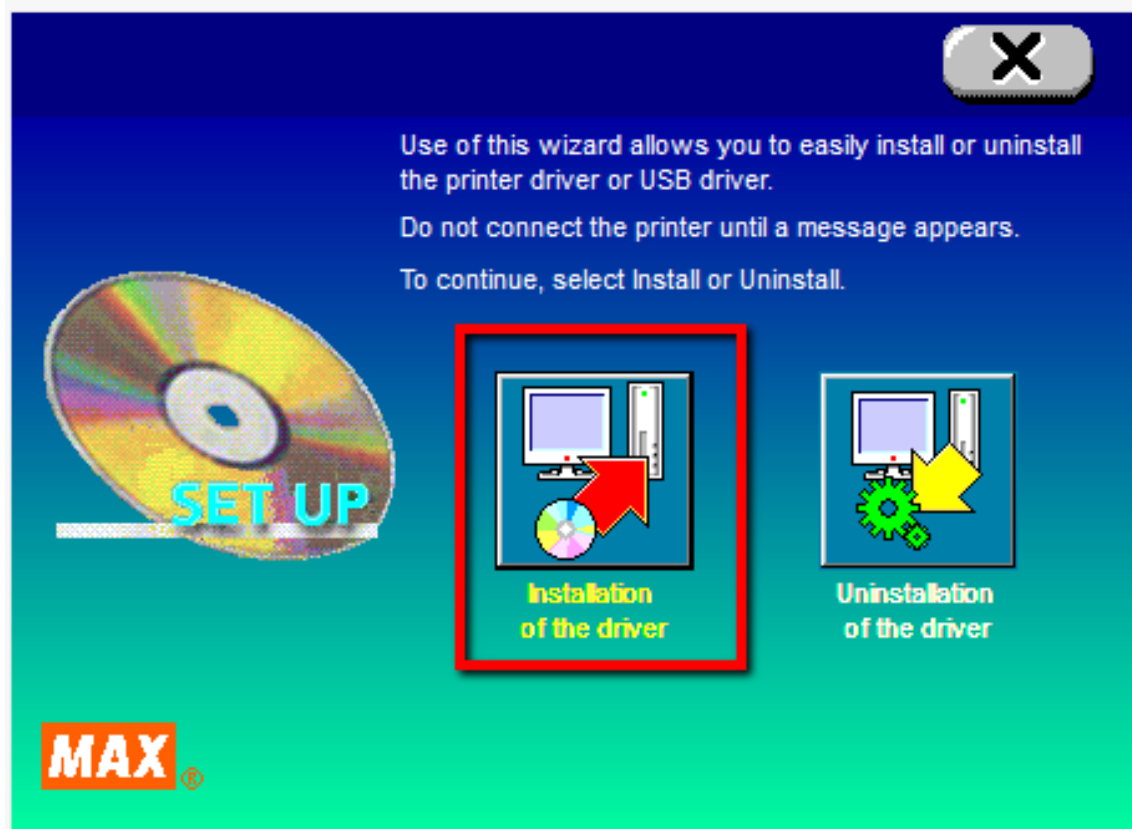 Use of this wizard allows you to easily install or uninstall
the printer driver or USB driver.
Do not connect the printer until a message appears.
To continue, select Install or Uninstall.
SET UP
Installation
of the driver
Uninstallation
of the driver
MAX ®